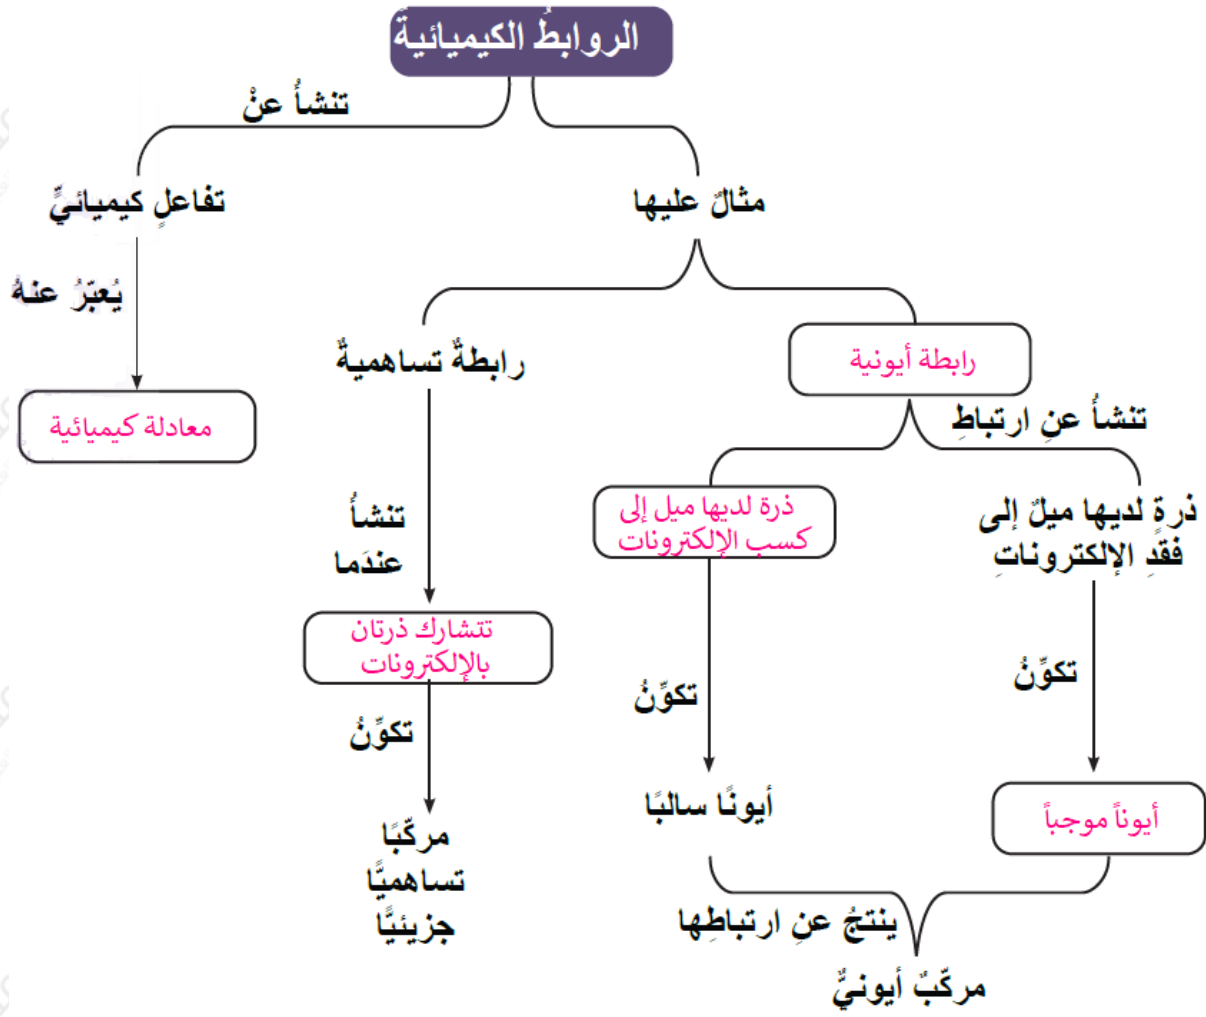 الروابطُ الكيميائيةُ
تنشأُ عنْ
تفاعلٍ كيميائيٍّ
مثالٌ عليها
يُعبّرُ عنهُ
معادلة كيميائية
رابطةٌ تساهميةٌ
رابطة أيونية
تنشأُ عنِ ارتباطِ
ذرةٍ لديها ميلٌ إلى
فقدِ الإلكتروناتِ
ذرة لديها ميل إلى
كسب الإلكترونات
تنشأُ
عندَما
تتشارك ذرتان
بالإلكترونات
تكوِّنُ
تكوِّنُ
تكوِّنُ
أيونًا سالبًا
أيوناً موجباً
مركّبًا
تساهميًّا
جزيئيًّا
ينتجُ عنِ ارتباطِها
مركّبٌ أيونيٌّ